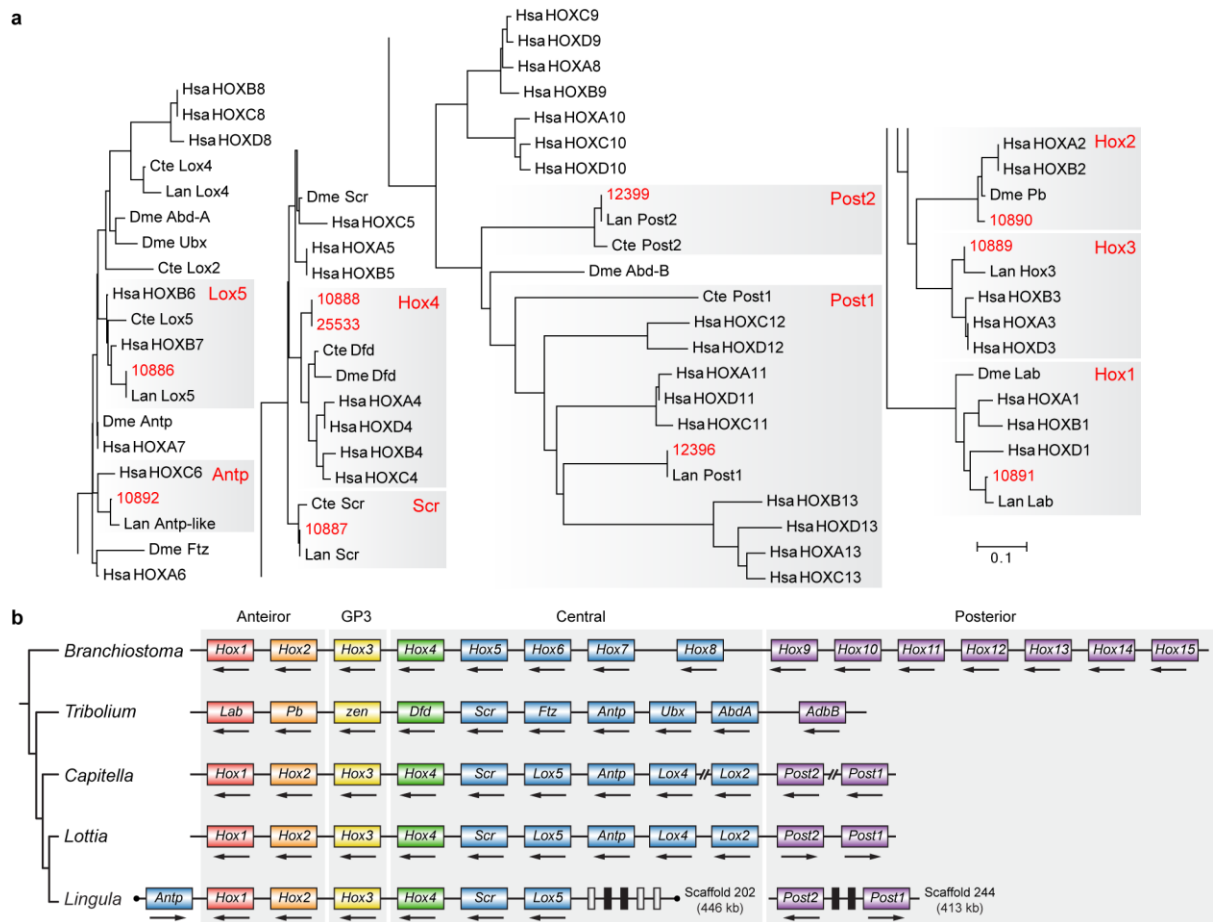 a
Hsa HOXB8
Hsa HOXC8
Hsa HOXD8
Cte Lox4
Lan Lox4
Dme Abd-A
Dme Ubx
Cte Lox2
Hsa HOXB6
Lox5
Cte Lox5
Hsa HOXB7
10886
Lan Lox5
Dme Antp
Hsa HOXA7
Hsa HOXC6
Antp
10892
Lan Antp-like
Dme Ftz
Hsa HOXA6
Dme Scr
Hsa HOXC5
Hsa HOXA5
Hsa HOXB5
10888
Hox4
25533
Cte Dfd
Dme Dfd
Hsa HOXA4
Hsa HOXD4
Hsa HOXB4
Hsa HOXC4
Cte Scr
Scr
10887
Lan Scr
Hsa HOXC9
Hsa HOXD9
Hsa HOXA8
Hsa HOXB9
Hsa HOXA10
Hsa HOXC10
Hsa HOXD10
12399
Post2
Lan Post2
Cte Post2
Dme Abd-B
Cte Post1
Post1
Hsa HOXC12
Hsa HOXD12
Hsa HOXA11
Hsa HOXD11
Hsa HOXC11
12396
Lan Post1
Hsa HOXB13
Hsa HOXD13
Hsa HOXA13
Hsa HOXC13
Hsa HOXA2
Hox2
Hsa HOXB2
Dme Pb
10890
10889
Hox3
Lan Hox3
Hsa HOXB3
Hsa HOXA3
Hsa HOXD3
Dme Lab
Hox1
Hsa HOXA1
Hsa HOXB1
Hsa HOXD1
10891
Lan Lab
0.1
b
Anteiror GP3 Central Posterior
Branchiostoma Hox1 Hox2 Hox3 Hox4 Hox5 Hox6 Hox7 Hox8 Hox9 Hox10 Hox11 Hox12 Hox13 Hox14 Hox15
Tribolium Lab Pb zen Dfd Scr Ftz Antp Ubx AbdA AdbB
Capitella Hox1 Hox2 Hox3 Hox4 Scr Lox5 Antp Lox4 Lox2 Post2 Post1
Lottia Hox1 Hox2 Hox3 Hox4 Scr Lox5 Antp Lox4 Lox2 Post2 Post1
Lingula Antp Hox1 Hox2 Hox3 Hox4 Scr Lox5 Scaffold 202 Post2 Post1 Scaffold 244
(446 kb) (413 kb)